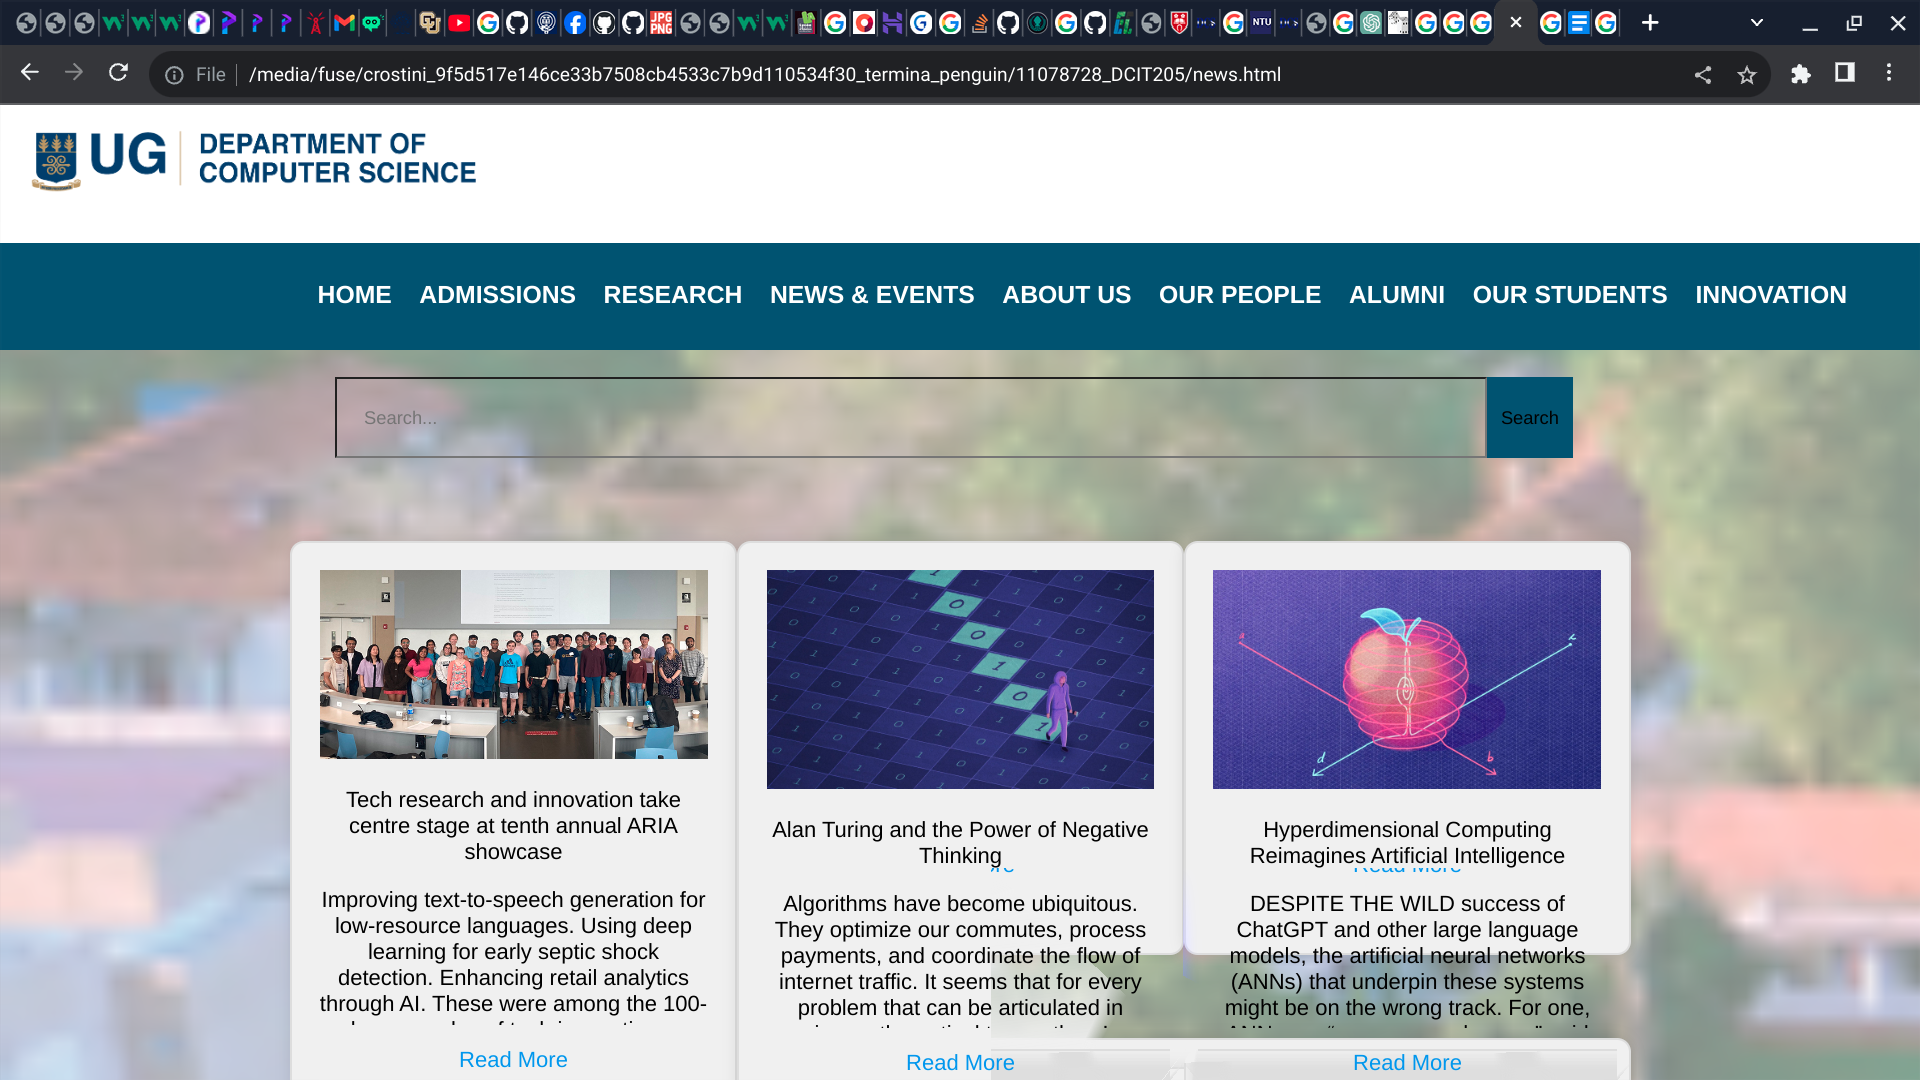 File
/media/fuse/crostini_9f5d517e146ce33b7508cb4533c7b9d110534f30_termina_penguin/11078728_DCIT205/news.html
UG
DEPARTMENT OF
COMPUTER SCIENCE
HOME ADMISSIONS RESEARCH NEWS & EVENTS ABOUT US OUR PEOPLE ALUMNI OUR STUDENTS INNOVATION
Search...
Search
Tech research and innovation take
centre stage at tenth annual ARIA
showcase
Improving text-to-speech generation for
low-resource languages. Using deep
learning for early septic shock
detection. Enhancing retail analytics
through AI. These were among the 100-
Read More
Alan Turing and the Power of Negative
Thinking
Algorithms have become ubiquitous.
They optimize our commutes, process
payments, and coordinate the flow of
internet traffic. It seems that for every
problem that can be articulated in
Read More
Hyperdimensional Computing
Reimagines Artificial Intelligence
Read More
DESPITE THE WILD success of
ChatGPT and other large language
models, the artificial neural networks
(ANNs) that underpin these systems
might be on the wrong track. For one,
Read More